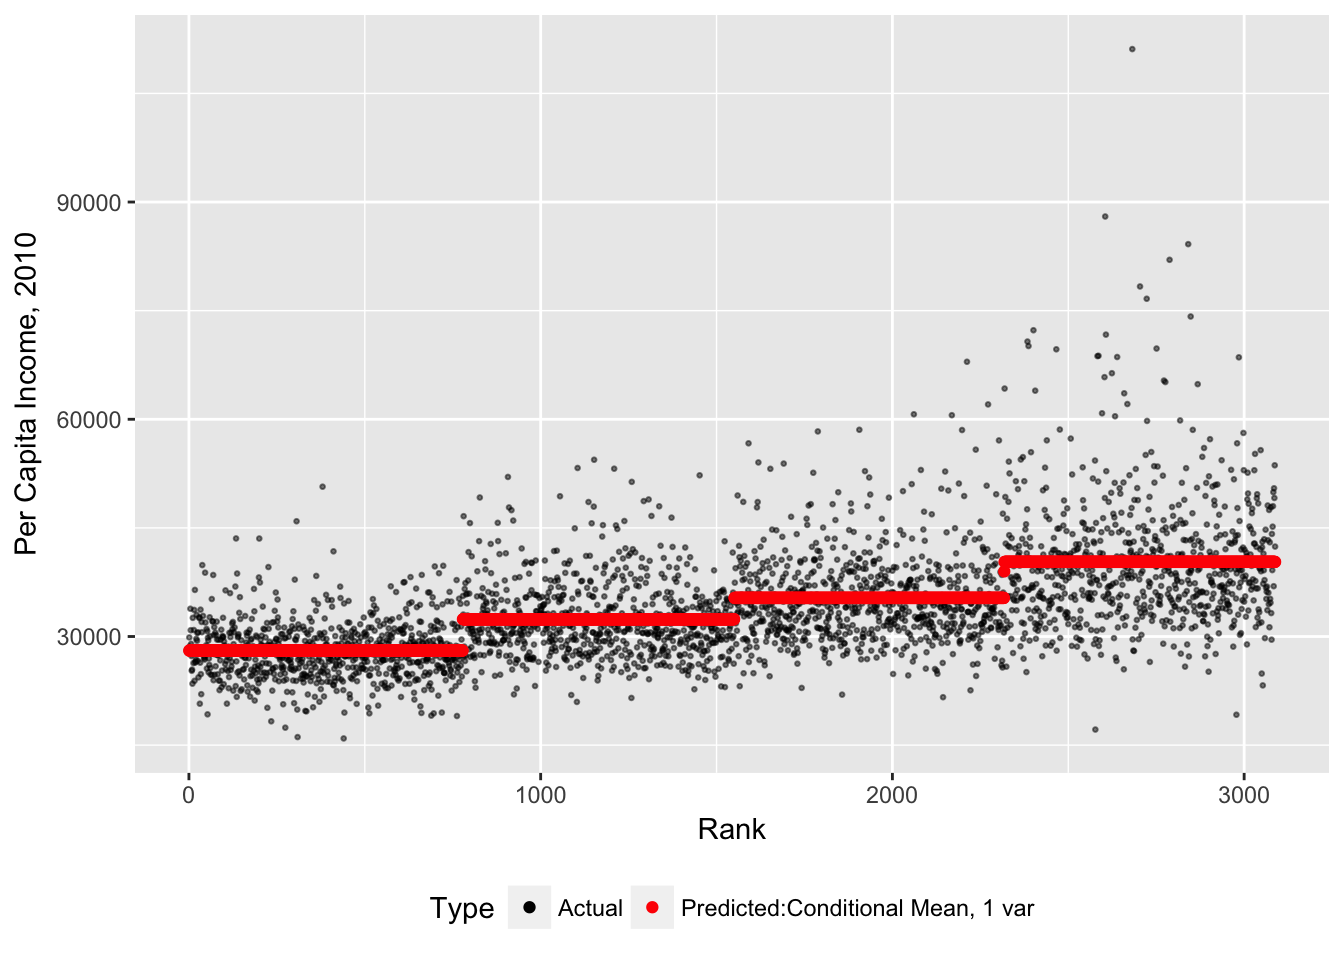 Per Capita Income, 2010
90000
60000
30000
0 1000 2000 3000
Rank
Type Actual Predicted:Conditional Mean, 1 var